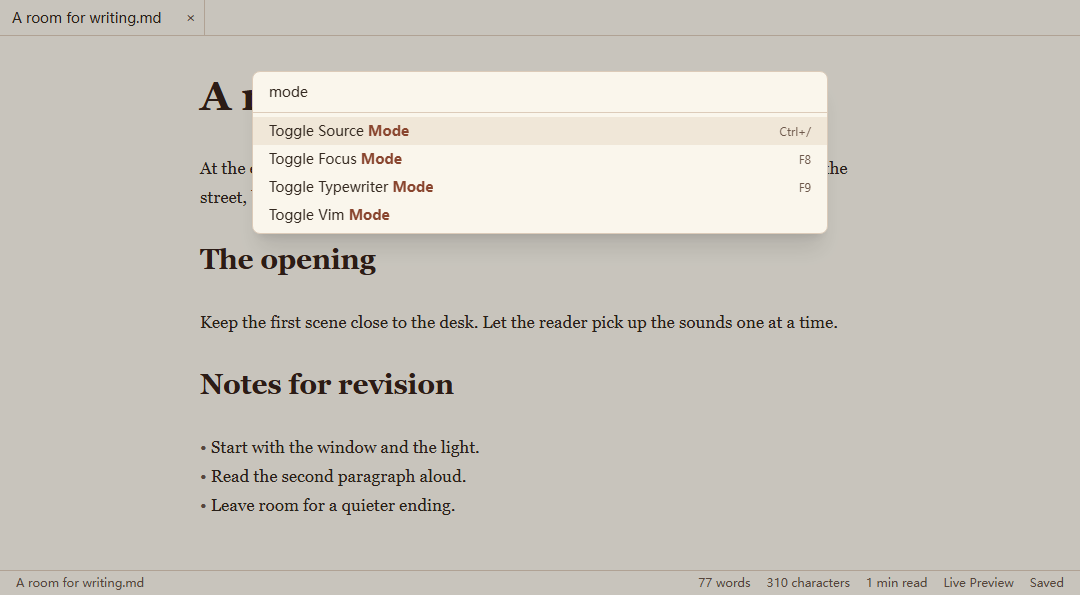 A room for writing.md ×
A
mode
Toggle Source Mode Ctrl+/
Toggle Focus Mode F8
At the
Toggle Typewriter Mode F9
street,
Toggle Vim Mode
The opening
Keep the first scene close to the desk. Let the reader pick up the sounds one at a time.
Notes for revision
• Start with the window and the light.
• Read the second paragraph aloud.
• Leave room for a quieter ending.
A room for writing.md 77 words 310 characters 1 min read Live Preview Saved